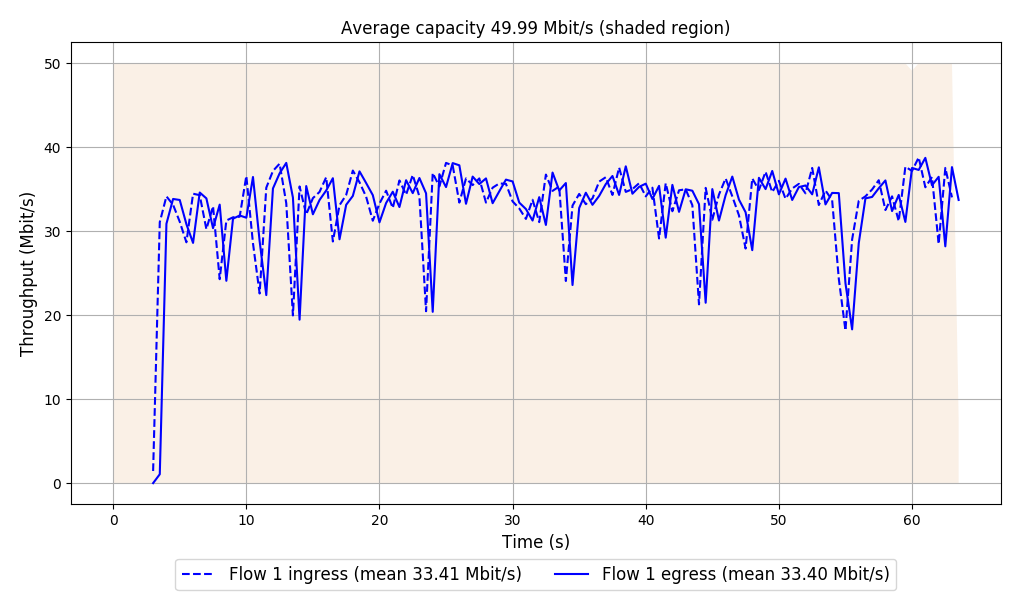 Average capacity 49.99 Mbit/s (shaded region)
Throughput (Mbit/s)
50
40
30
20
10
0
0 10 20 30 40 50 60
Time (s)
Flow 1 ingress (mean 33.41 Mbit/s) Flow 1 egress (mean 33.40 Mbit/s)